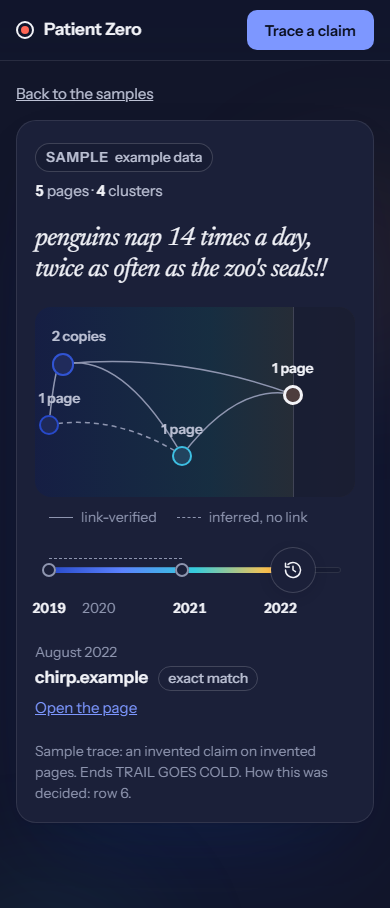 Patient Zero
Trace a claim
Back to the samples
SAMPLE example data
5 pages · 4 clusters
penguins nap 14 times a day,
twice as often as the zoo's seals!!
2 copies
1 page
1 page
1 page
link-verified
inferred, no link
2019 2020 2021 2022
August 2022
chirp.example exact match
Open the page
Sample trace: an invented claim on invented
pages. Ends TRAIL GOES COLD. How this was
decided: row 6.